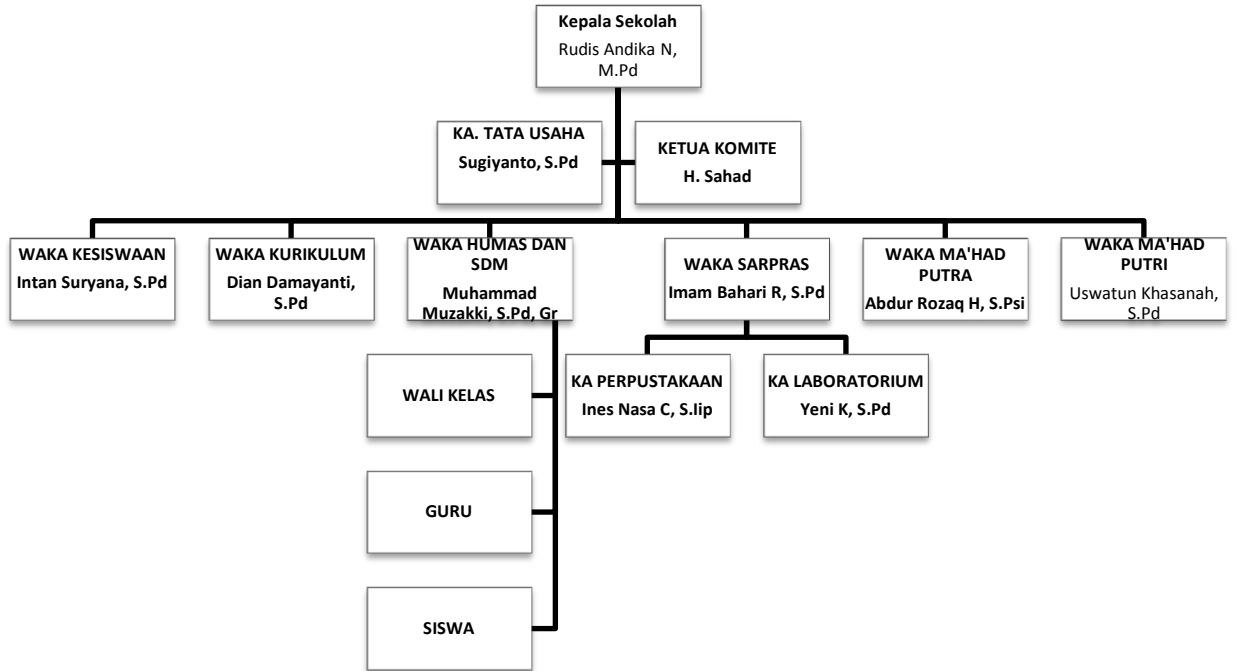 Kepala Sekolah
Rudis Andika N,
M.Pd
KA. TATA USAHA
Sugiyanto, S.Pd
KETUA KOMITE
H. Sahad
WAKA KESISWAAN
Intan Suryana, S.Pd
WAKA KURIKULUM
Dian Damayanti,
S.Pd
WAKA HUMAS DAN
SDM
Muhammad
Muzakki, S.Pd, Gr
WAKA SARPRAS
Imam Bahari R, S.Pd
WAKA MA'HAD
PUTRA
Abdur Rozaq H, S.Psi
WAKA MA'HAD
PUTRI
Uswatun Khasanah,
S.Pd
WALI KELAS
KA PERPUSTAKAAN
Ines Nasa C, S.Iip
KA LABORATORIUM
Yeni K, S.Pd
GURU
SISWA